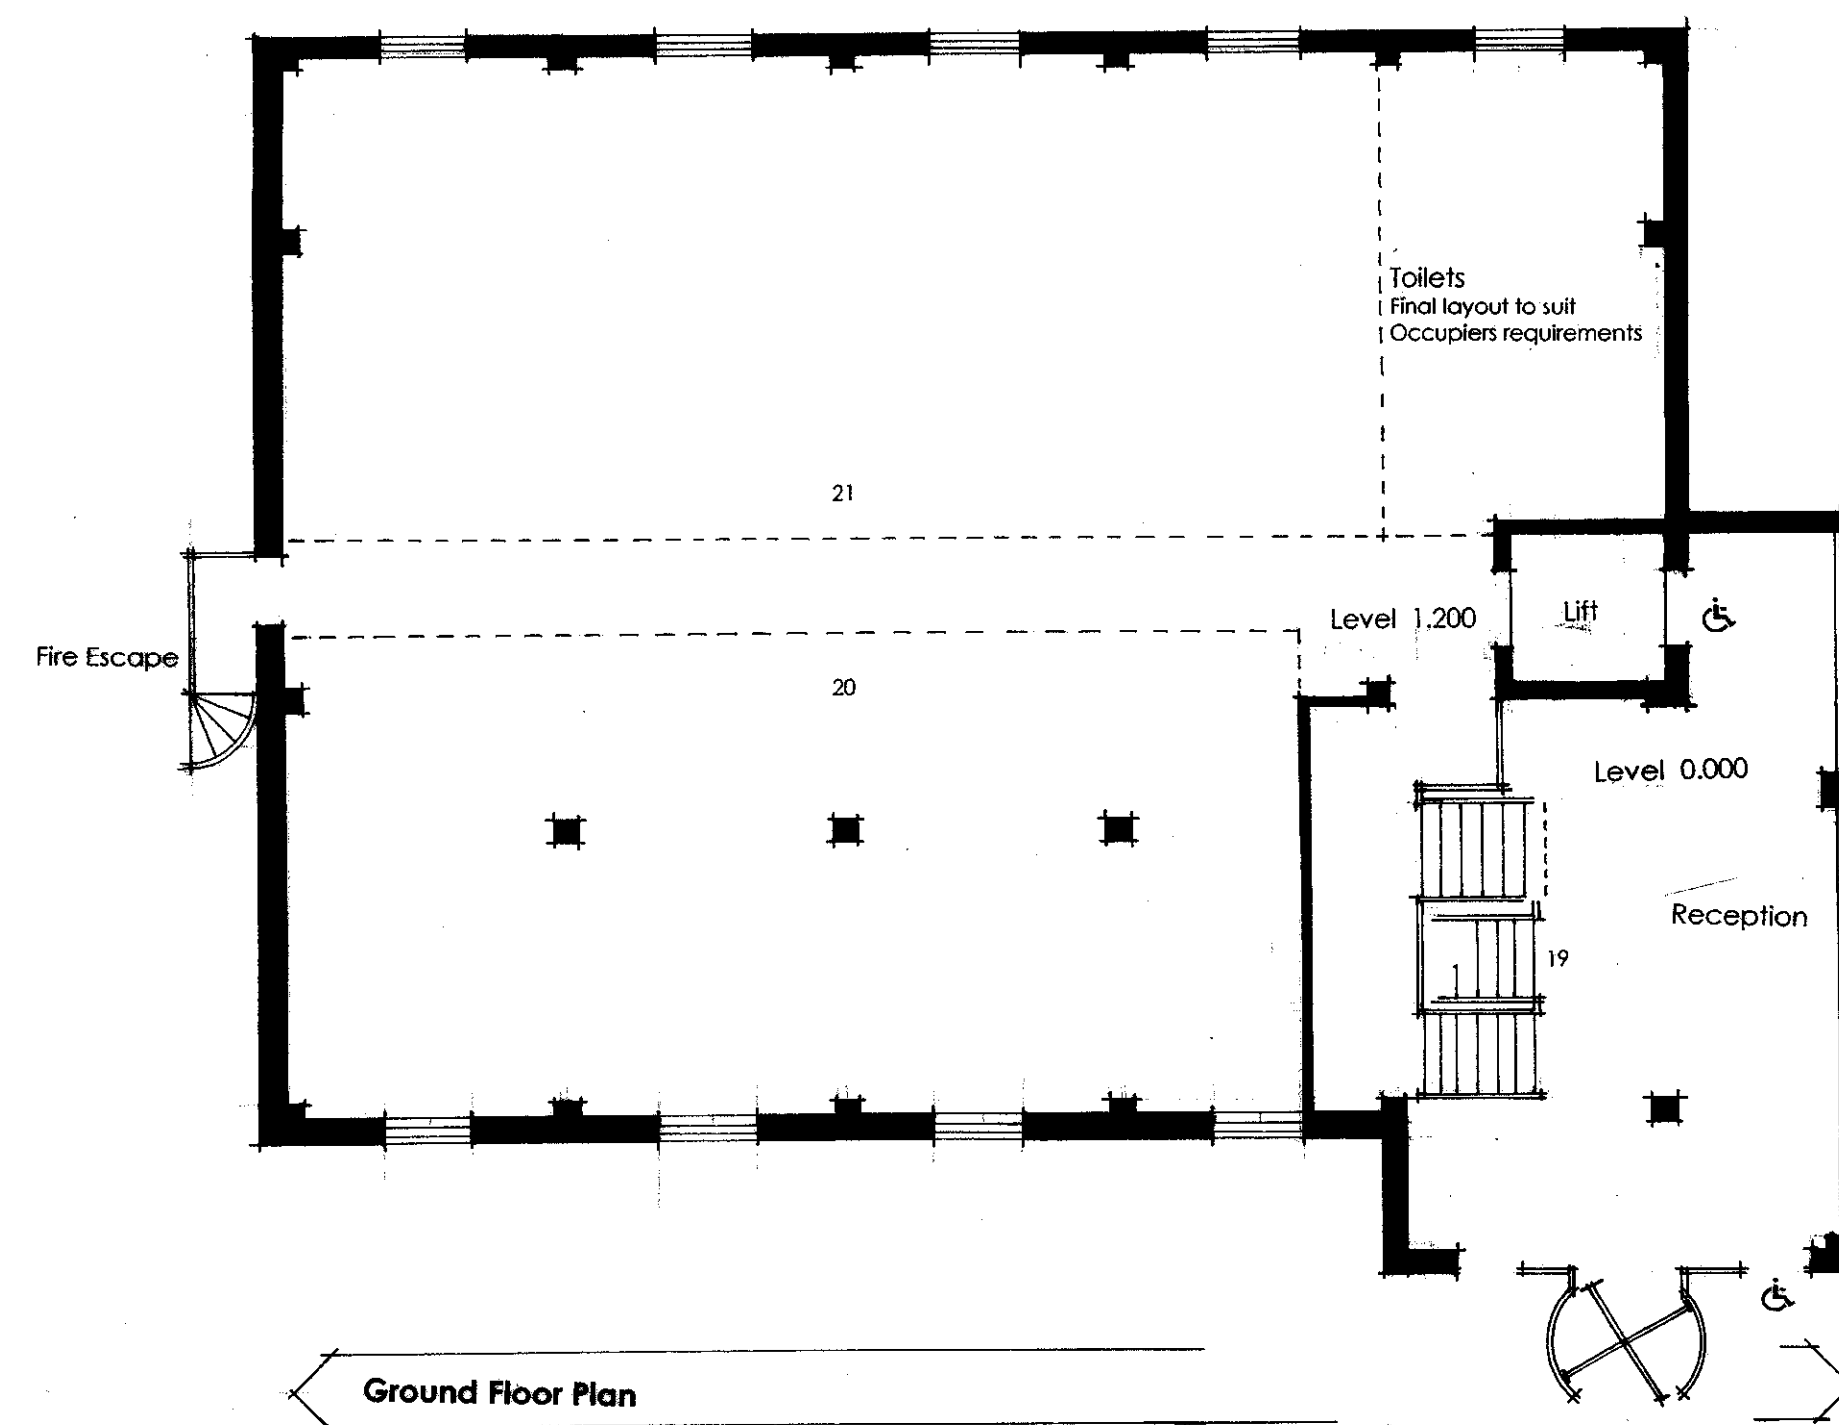 Toilets
Final layout to suit
Occupiers requirements
21
Level 1.200
Lift
Fire Escape
20
Level 0.000
Reception
19
Ground Floor Plan